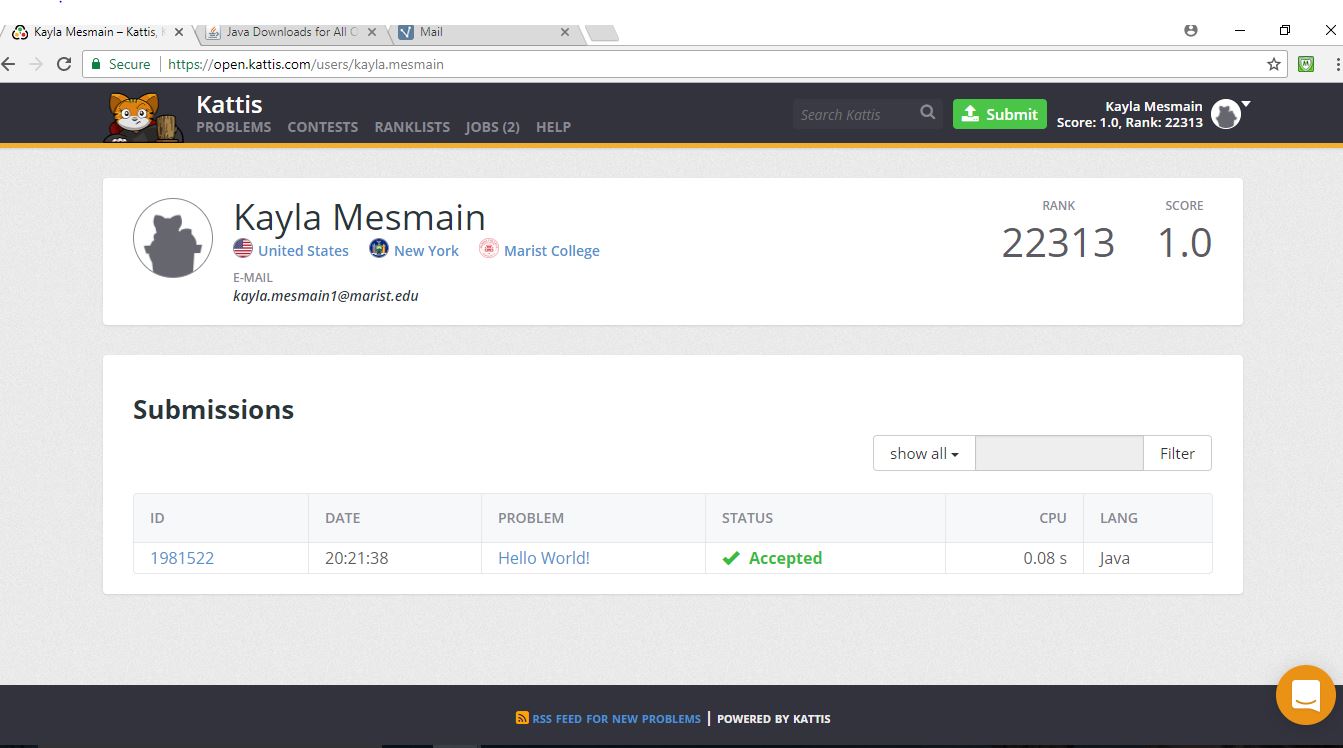 Kayla Mesmain – Kattis, Java Downloads for All Mail
Secure https://open.kattis.com/users/kayla.mesmain
Kattis
PROBLEMS CONTESTS RANKLISTS JOBS (2) HELP
Search Kattis
Submit
Kayla Mesmain
Score: 1.0, Rank: 22313
Kayla Mesmain
United States New York Marist College
E-MAIL
kayla.mesmain1@marist.edu
RANK SCORE
22313 1.0
Submissions
show all Filter
ID DATE PROBLEM STATUS CPU LANG
1981522 20:21:38 Hello World! Accepted 0.08 s Java
RSS FEED FOR NEW PROBLEMS | POWERED BY KATTIS